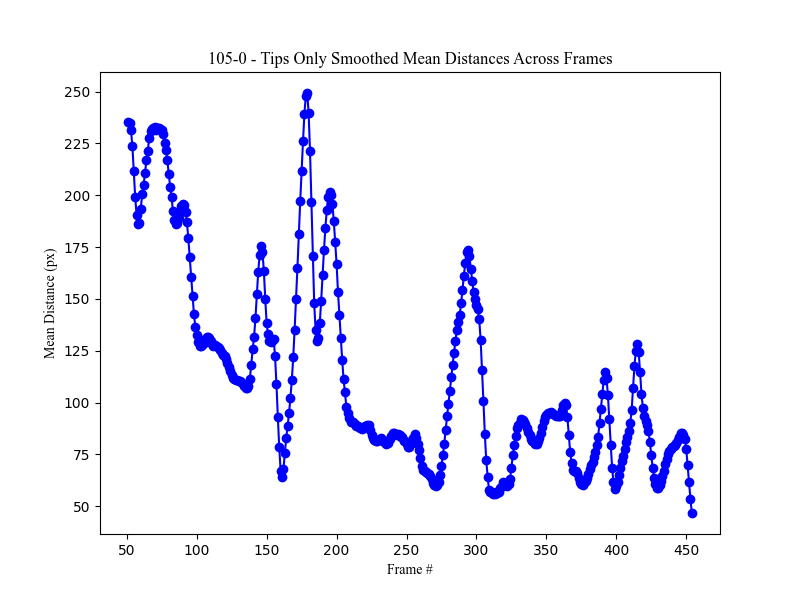 105-0 - Tips Only Smoothed Mean Distances Across Frames
Mean Distance (px)
250
225
200
175
150
125
100
75
50
50 100 150 200 250 300 350 400 450
Frame #